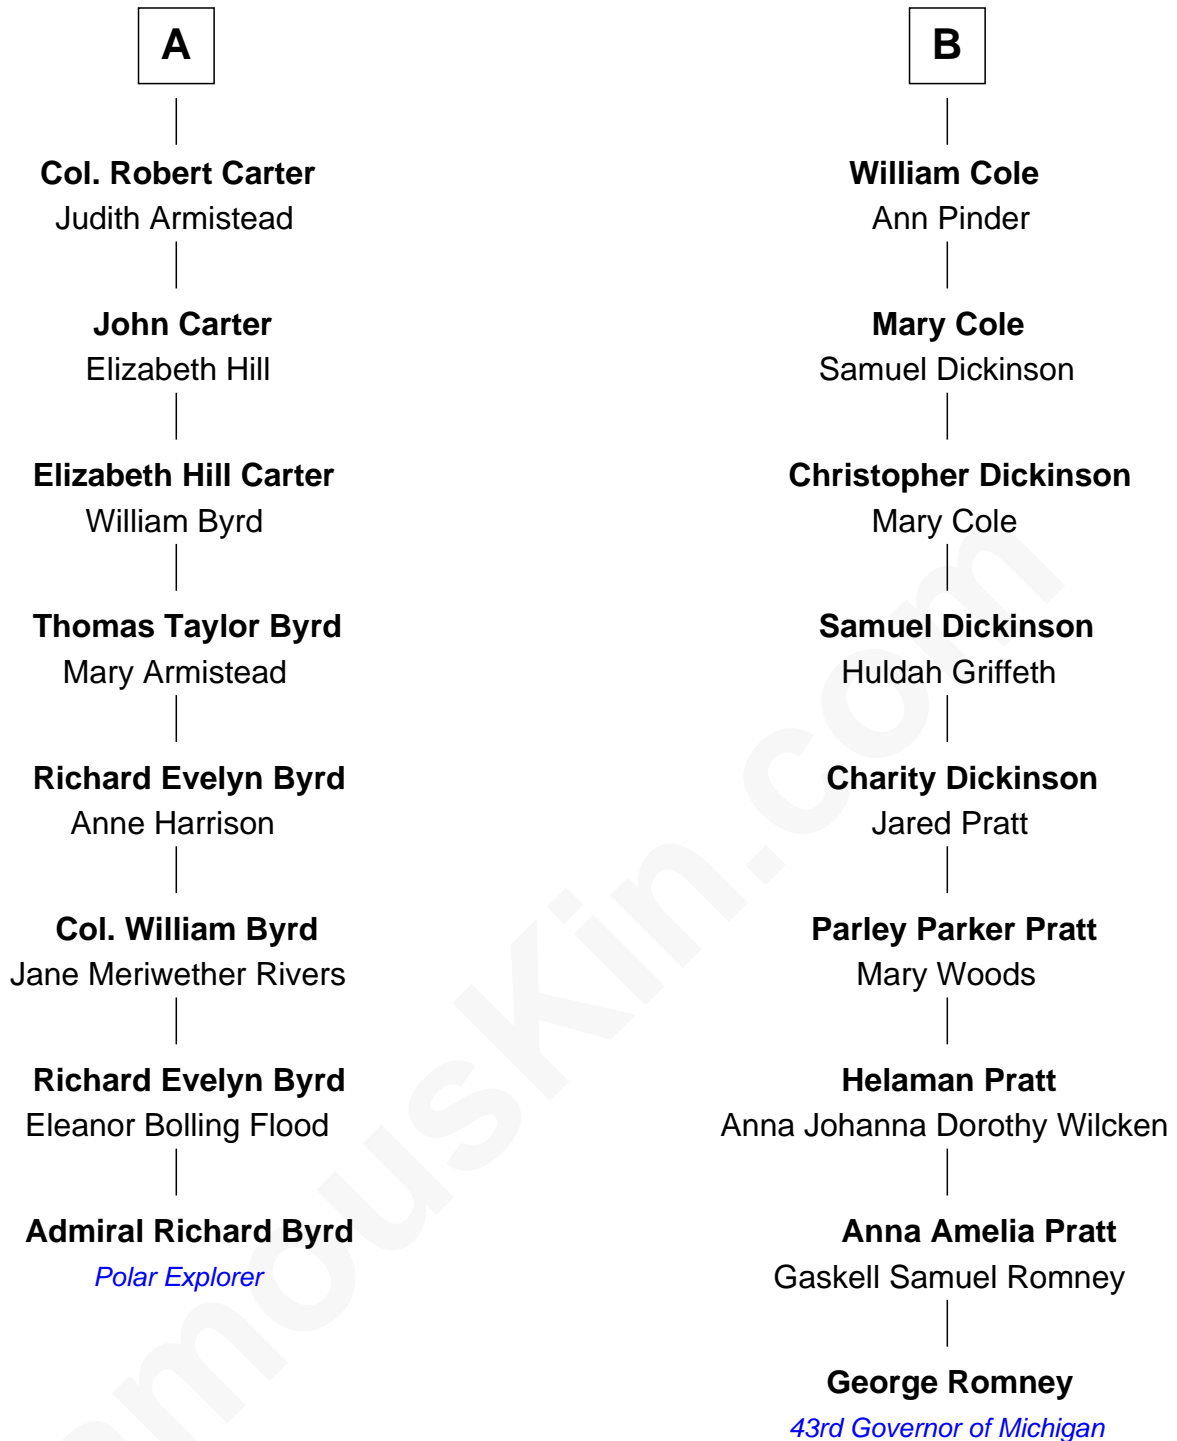 A
Col. Robert Carter
Judith Armistead
John Carter
Elizabeth Hill
Elizabeth Hill Carter
William Byrd
Thomas Taylor Byrd
Mary Armistead
Richard Evelyn Byrd
Anne Harrison
Col. William Byrd
Jane Meriwether Rivers
Richard Evelyn Byrd
Eleanor Bolling Flood
Admiral Richard Byrd
Polar Explorer
B
William Cole
Ann Pinder
Mary Cole
Samuel Dickinson
Christopher Dickinson
Mary Cole
Samuel Dickinson
Huldah Griffeth
Charity Dickinson
Jared Pratt
Parley Parker Pratt
Mary Woods
Helaman Pratt
Anna Johanna Dorothy Wilcken
Anna Amelia Pratt
Gaskell Samuel Romney
George Romney
43rd Governor of Michigan
amouskin.com